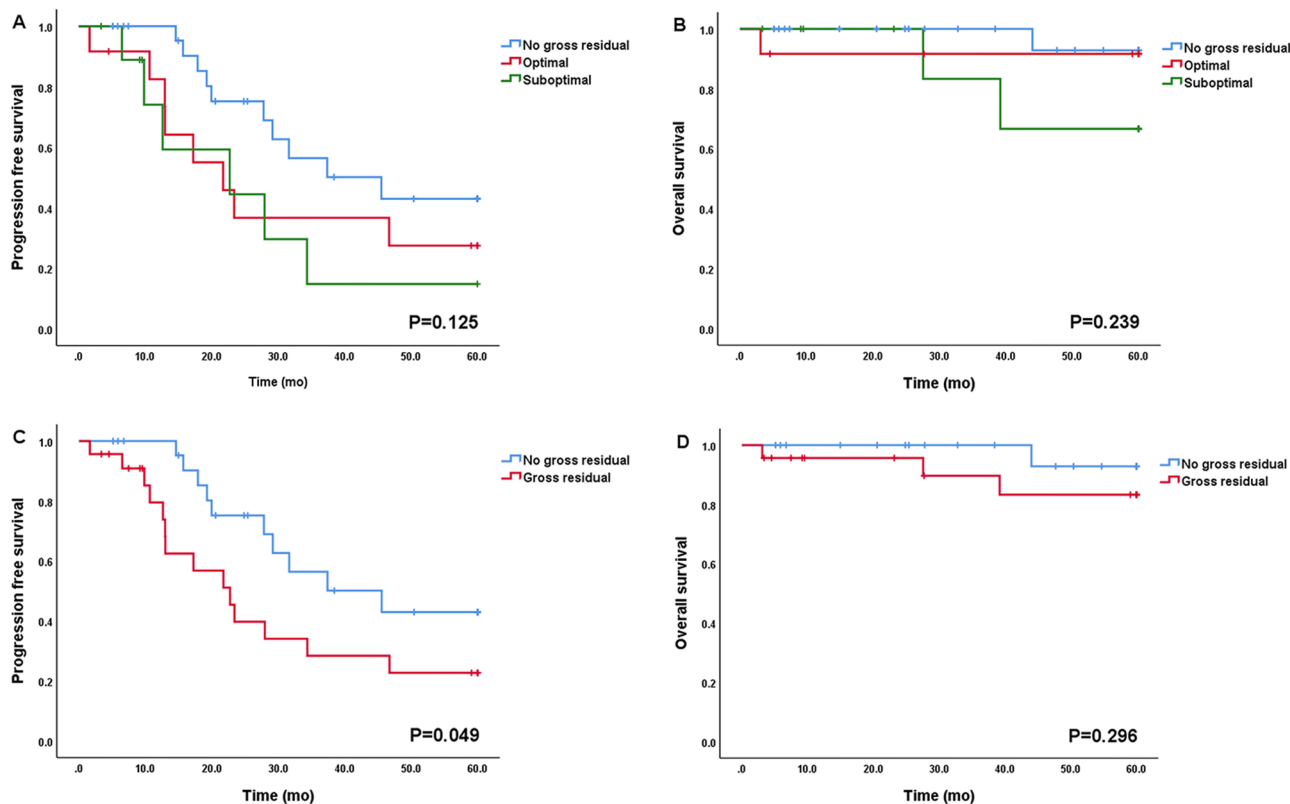 A
Progression free survival
1.0
0.8
0.6
0.4
0.2
0.0
No gross residual
Optimal
Suboptimal
P=0.125
.0 10.0 20.0 30.0 40.0 50.0 60.0
Time (mo)
B
Overall survival
1.0
0.8
0.6
0.4
0.2
0.0
No gross residual
Optimal
Suboptimal
P=0.239
.0 10.0 20.0 30.0 40.0 50.0 60.0
Time (mo)
C
Progression free survival
1.0
0.8
0.6
0.4
0.2
0.0
No gross residual
Gross residual
P=0.049
.0 10.0 20.0 30.0 40.0 50.0 60.0
Time (mo)
D
Overall survival
1.0
0.8
0.6
0.4
0.2
0.0
No gross residual
Gross residual
P=0.296
.0 10.0 20.0 30.0 40.0 50.0 60.0
Time (mo)